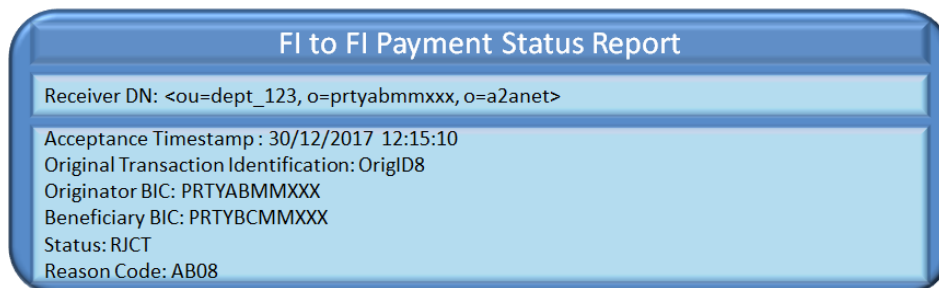 FI to FI Payment Status Report
Receiver DN: <ou=dept_123, o=prtyabmmxxx, o=a2anet>
Acceptance Timestamp : 30/12/2017 12:15:10
Original Transaction Identification: OrigID8
Originator BIC: PRTYABMMXXX
Beneficiary BIC: PRTYBCMMXXX
Status: RJCT
Reason Code: AB08